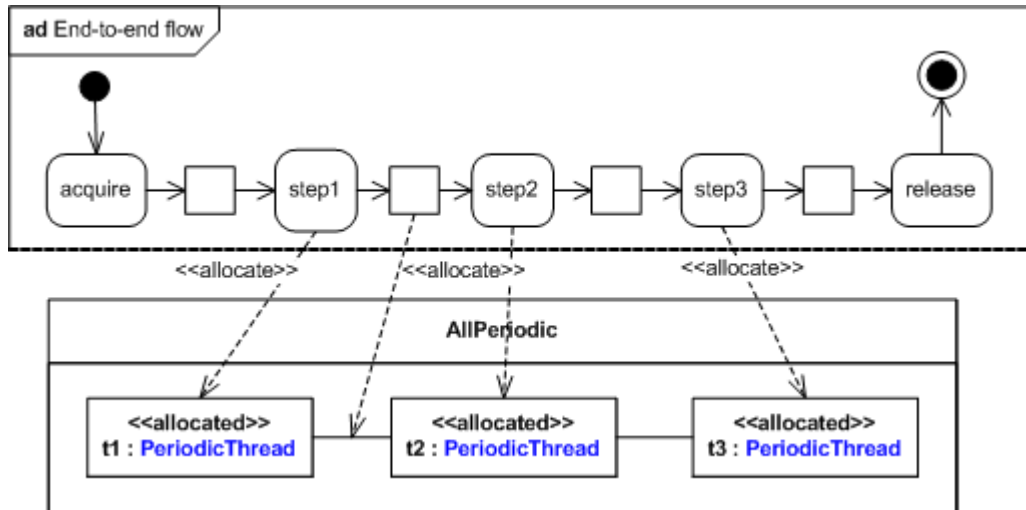 ad End-to-end flow
acquire
step1
step2
step3
release
<<allocate>>
<<allocate>>
<<allocate>>
AllPeriodic
<<allocated>>
t1 : PeriodicThread
<<allocated>>
t2 : PeriodicThread
<<allocated>>
t3 : PeriodicThread